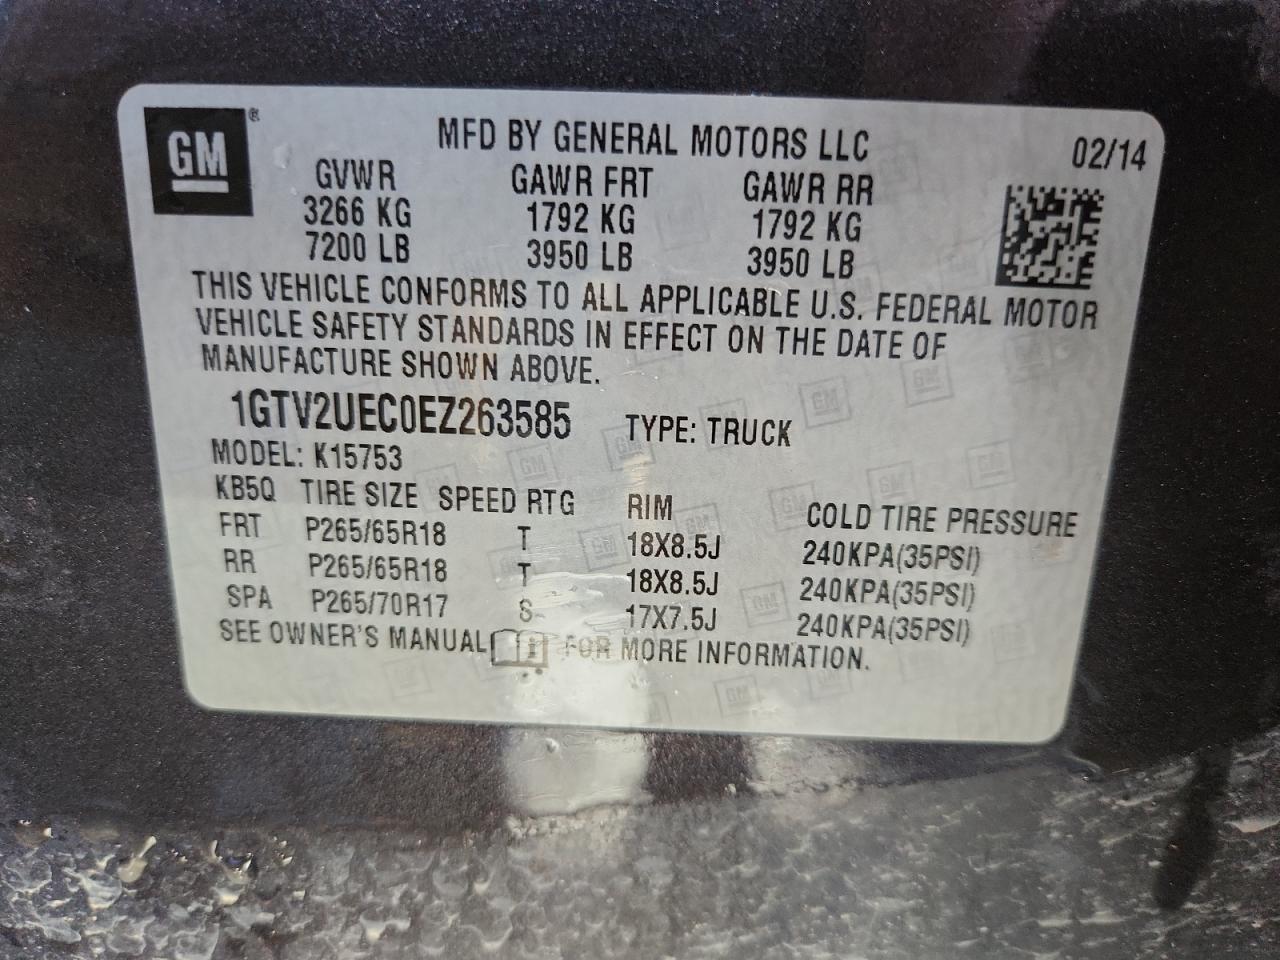 GM®
MFD BY GENERAL MOTORS LLC 02/14
GVWR GAWR FRT GAWR RR
3266 KG 1792 KG 1792 KG
7200 LB 3950 LB 3950 LB
THIS VEHICLE CONFORMS TO ALL APPLICABLE U.S. FEDERAL MOTOR
VEHICLE SAFETY STANDARDS IN EFFECT ON THE DATE OF
MANUFACTURE SHOWN ABOVE.
1GTV2UEC0EZ263585 TYPE: TRUCK
MODEL: K15753
KB5Q TIRE SIZE SPEED RTG RIM COLD TIRE PRESSURE
FRT P265/65R18 T 18X8.5J 240KPA(35PSI)
RR P265/65R18 T 18X8.5J 240KPA(35PSI)
SPA P265/70R17 S 17X7.5J 240KPA(35PSI)
SEE OWNER'S MANUAL i FOR MORE INFORMATION.